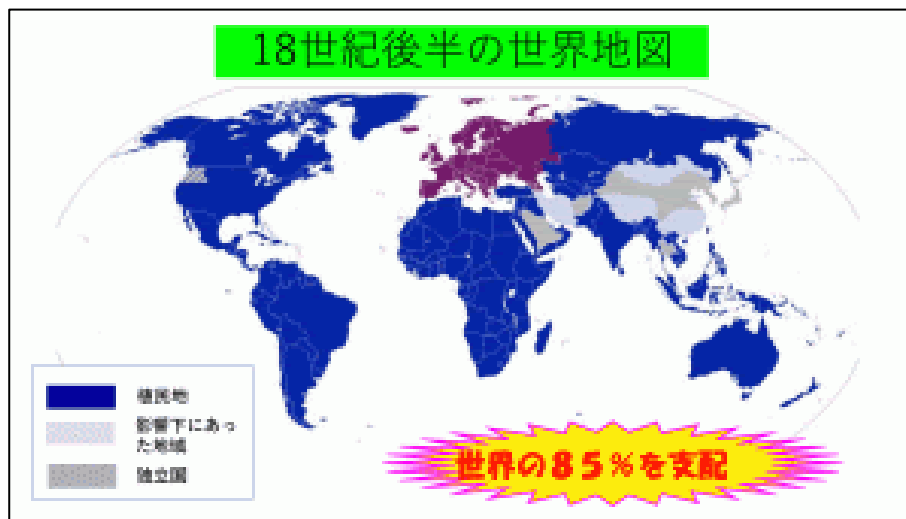 18世紀後半の世界地図
植民地
影響下にあっ
た地域
独立国
世界の85%を支配